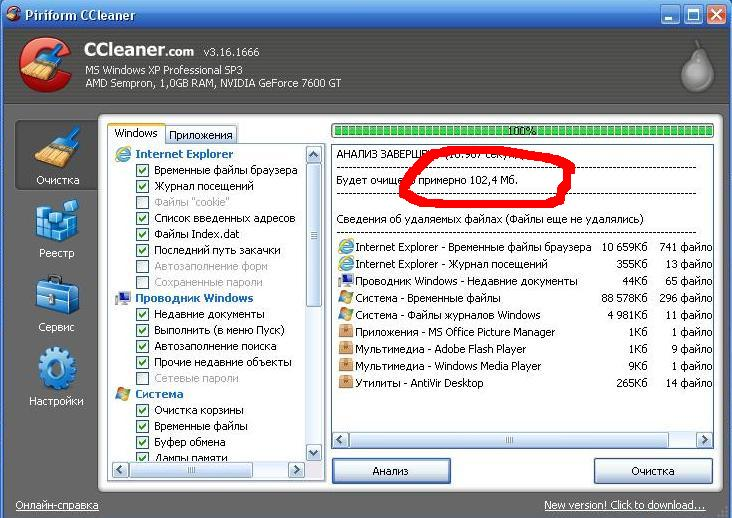 Piriform CCleaner
CCleaner.com v3.16.1666
MS Windows XP Professional SP3
AMD Sempron, 1,0GB RAM, NVIDIA GeForce 7600 GT
Очистка
Реестр
Сервис
Настройки
Windows
Приложения
Internet Explorer
Временные файлы браузера
Журнал посещений
Файлы "cookie"
Список введенных адресов
Файлы Index.dat
Последний путь закачки
Автозаполнение форм
Сохраненные пароли
Проводник Windows
Недавние документы
Выполнить (в меню Пуск)
Автозаполнение поиска
Прочие недавние объекты
Сетевые пароли
Система
Очистка корзины
Временные файлы
Буфер обмена
Дампы памяти
100%
АНАЛИЗ
Будет примерно 102,4 Мб.
Сведения об удаляемых файлах (Файлы еще не удалялись)
Internet Explorer - Временные файлы браузера 10 659Кб 741 файло
Internet Explorer - Журнал посещений 355Кб 13 файло
Проводник Windows - Недавние документы 44Кб 65 файло
Система - Временные файлы 88 578Кб 296 файло
Система - Файлы журналов Windows 4 981Кб 11 файло
Приложения - MS Office Picture Manager 1Кб 1 файло
Мультимедиа - Adobe Flash Player 1Кб 9 файло
Мультимедиа - Windows Media Player 9Кб 1 файло
Утилиты - AntiVir Desktop 265Кб 14 файло
Анализ
Очистка
Онлайн-справка
New version! Click to download...